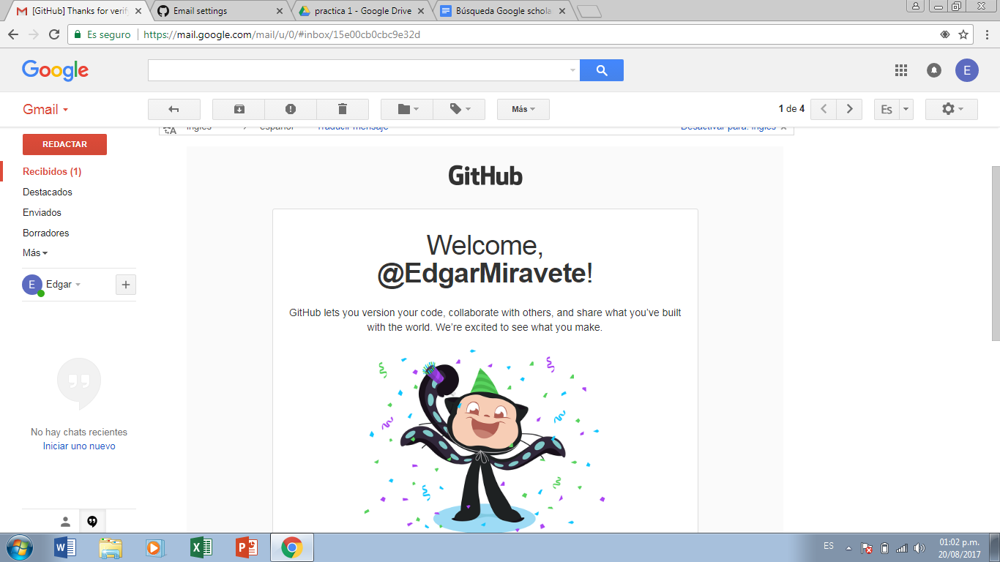 [GitHub] Thanks for verify
Email settings
practica 1 - Google Drive
Búsqueda Google schola
Es seguro
https://mail.google.com/mail/u/0/#inbox/15e00cb0cbc9e32d
Google
E
Gmail
Más
1 de 4
Es
inglés
español
Traducir mensaje
Desactivar para: inglés
REDACTAR
Recibidos (1)
Destacados
Enviados
Borradores
Más
E
Edgar
No hay chats recientes
Iniciar uno nuevo
GitHub
Welcome,
@EdgarMiravete!
GitHub lets you version your code, collaborate with others, and share what you've built
with the world. We're excited to see what you make.
ES
01:02 p.m.
20/08/2017